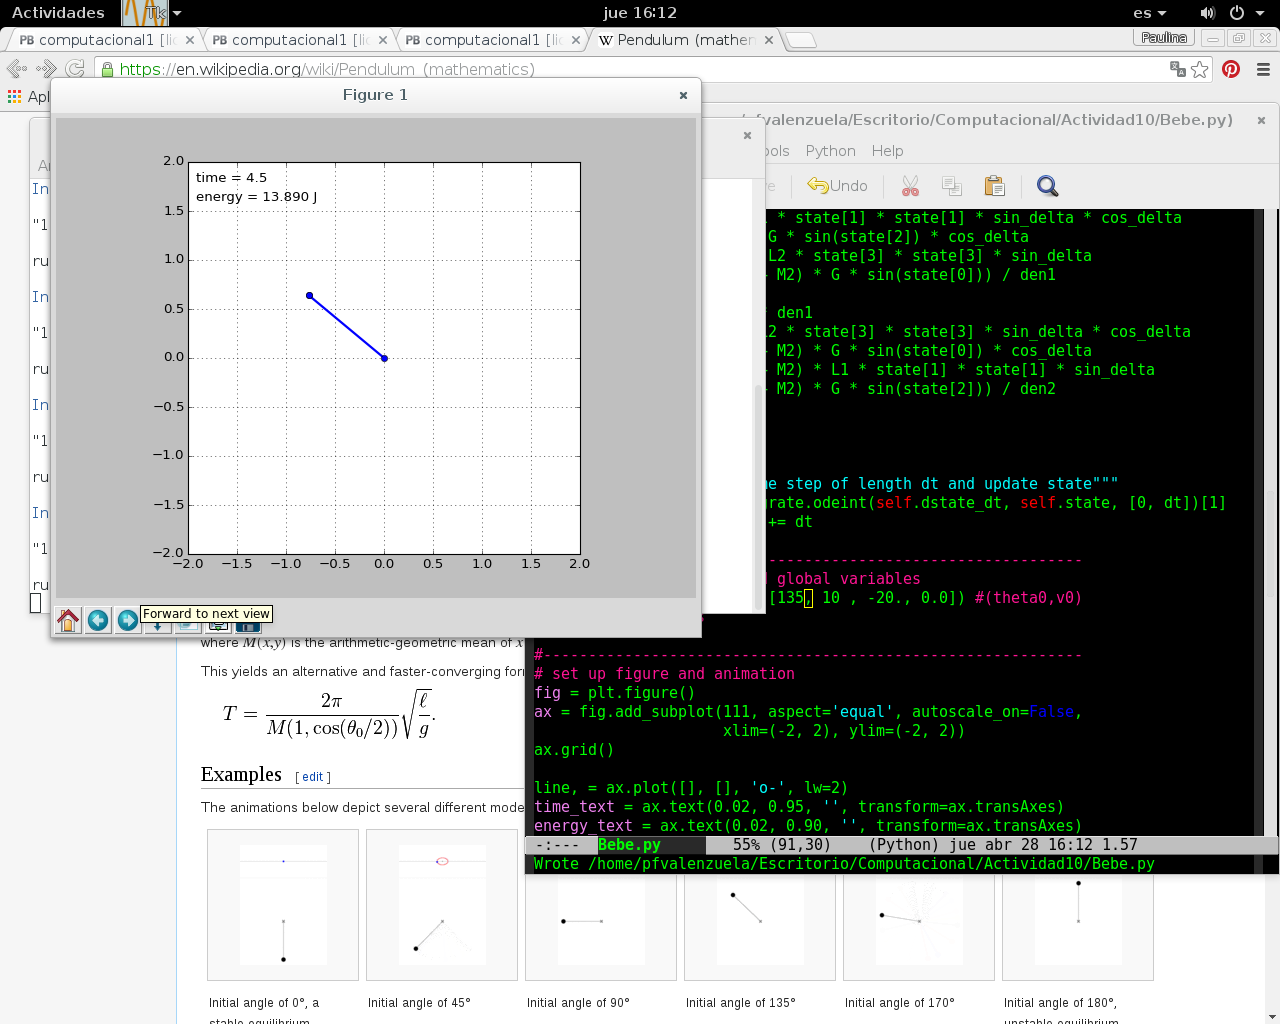 Actividades
Tk
jue 16:12
es
PB computacional1 [lic
PB computacional1 [lic
PB computacional1 [lic
W Pendulum (mathem
Paulina
https://en.wikipedia.org/wiki/Pendulum_(mathematics)
Apl
Figure 1
time = 4.5
energy = 13.890 J
2.0
1.5
1.0
0.5
0.0
−0.5
−1.0
−1.5
−2.0
−2.0 −1.5 −1.0 −0.5 0.0 0.5 1.0 1.5 2.0
Forward to next view
In
"1
ru
In
"1
ru
In
"1
ru
In
"1
ru
fvalenzuela/Escritorio/Computacional/Actividad10/Bebe.py)
ools Python Help
Undo
* state[1] * state[1] * sin_delta * cos_delta
G * sin(state[2]) * cos_delta
L2 * state[3] * state[3] * sin_delta
M2) * G * sin(state[0])) / den1
* den1
L2 * state[3] * state[3] * sin_delta * cos_delta
M2) * G * sin(state[0]) * cos_delta
M2) * L1 * state[1] * state[1] * sin_delta
M2) * G * sin(state[2])) / den2
e step of length dt and update state"""
rate.odeint(self.dstate_dt, self.state, [0, dt])[1]
+= dt
-----------------------------------
global variables
[135, 10 , -20., 0.0]) #(theta0,v0)
#------------------------------------------------------------
# set up figure and animation
fig = plt.figure()
ax = fig.add_subplot(111, aspect='equal', autoscale_on=False,
xlim=(-2, 2), ylim=(-2, 2))
ax.grid()
line, = ax.plot([], [], 'o-', lw=2)
time_text = ax.text(0.02, 0.95, '', transform=ax.transAxes)
energy_text = ax.text(0.02, 0.90, '', transform=ax.transAxes)
-:--- Bebe.py 55% (91,30) (Python) jue abr 28 16:12 1.57
Wrote /home/pfvalenzuela/Escritorio/Computacional/Actividad10/Bebe.py
where M(x,y) is the arithmetic-geometric mean of x
This yields an alternative and faster-converging for
T = 2π / M(1, cos(θ0/2)) √(ℓ/g).
Examples [ edit ]
The animations below depict several different mode
Initial angle of 0°, a
stable equilibrium
Initial angle of 45°
Initial angle of 90°
Initial angle of 135°
Initial angle of 170°
Initial angle of 180°,
unstable equilibrium